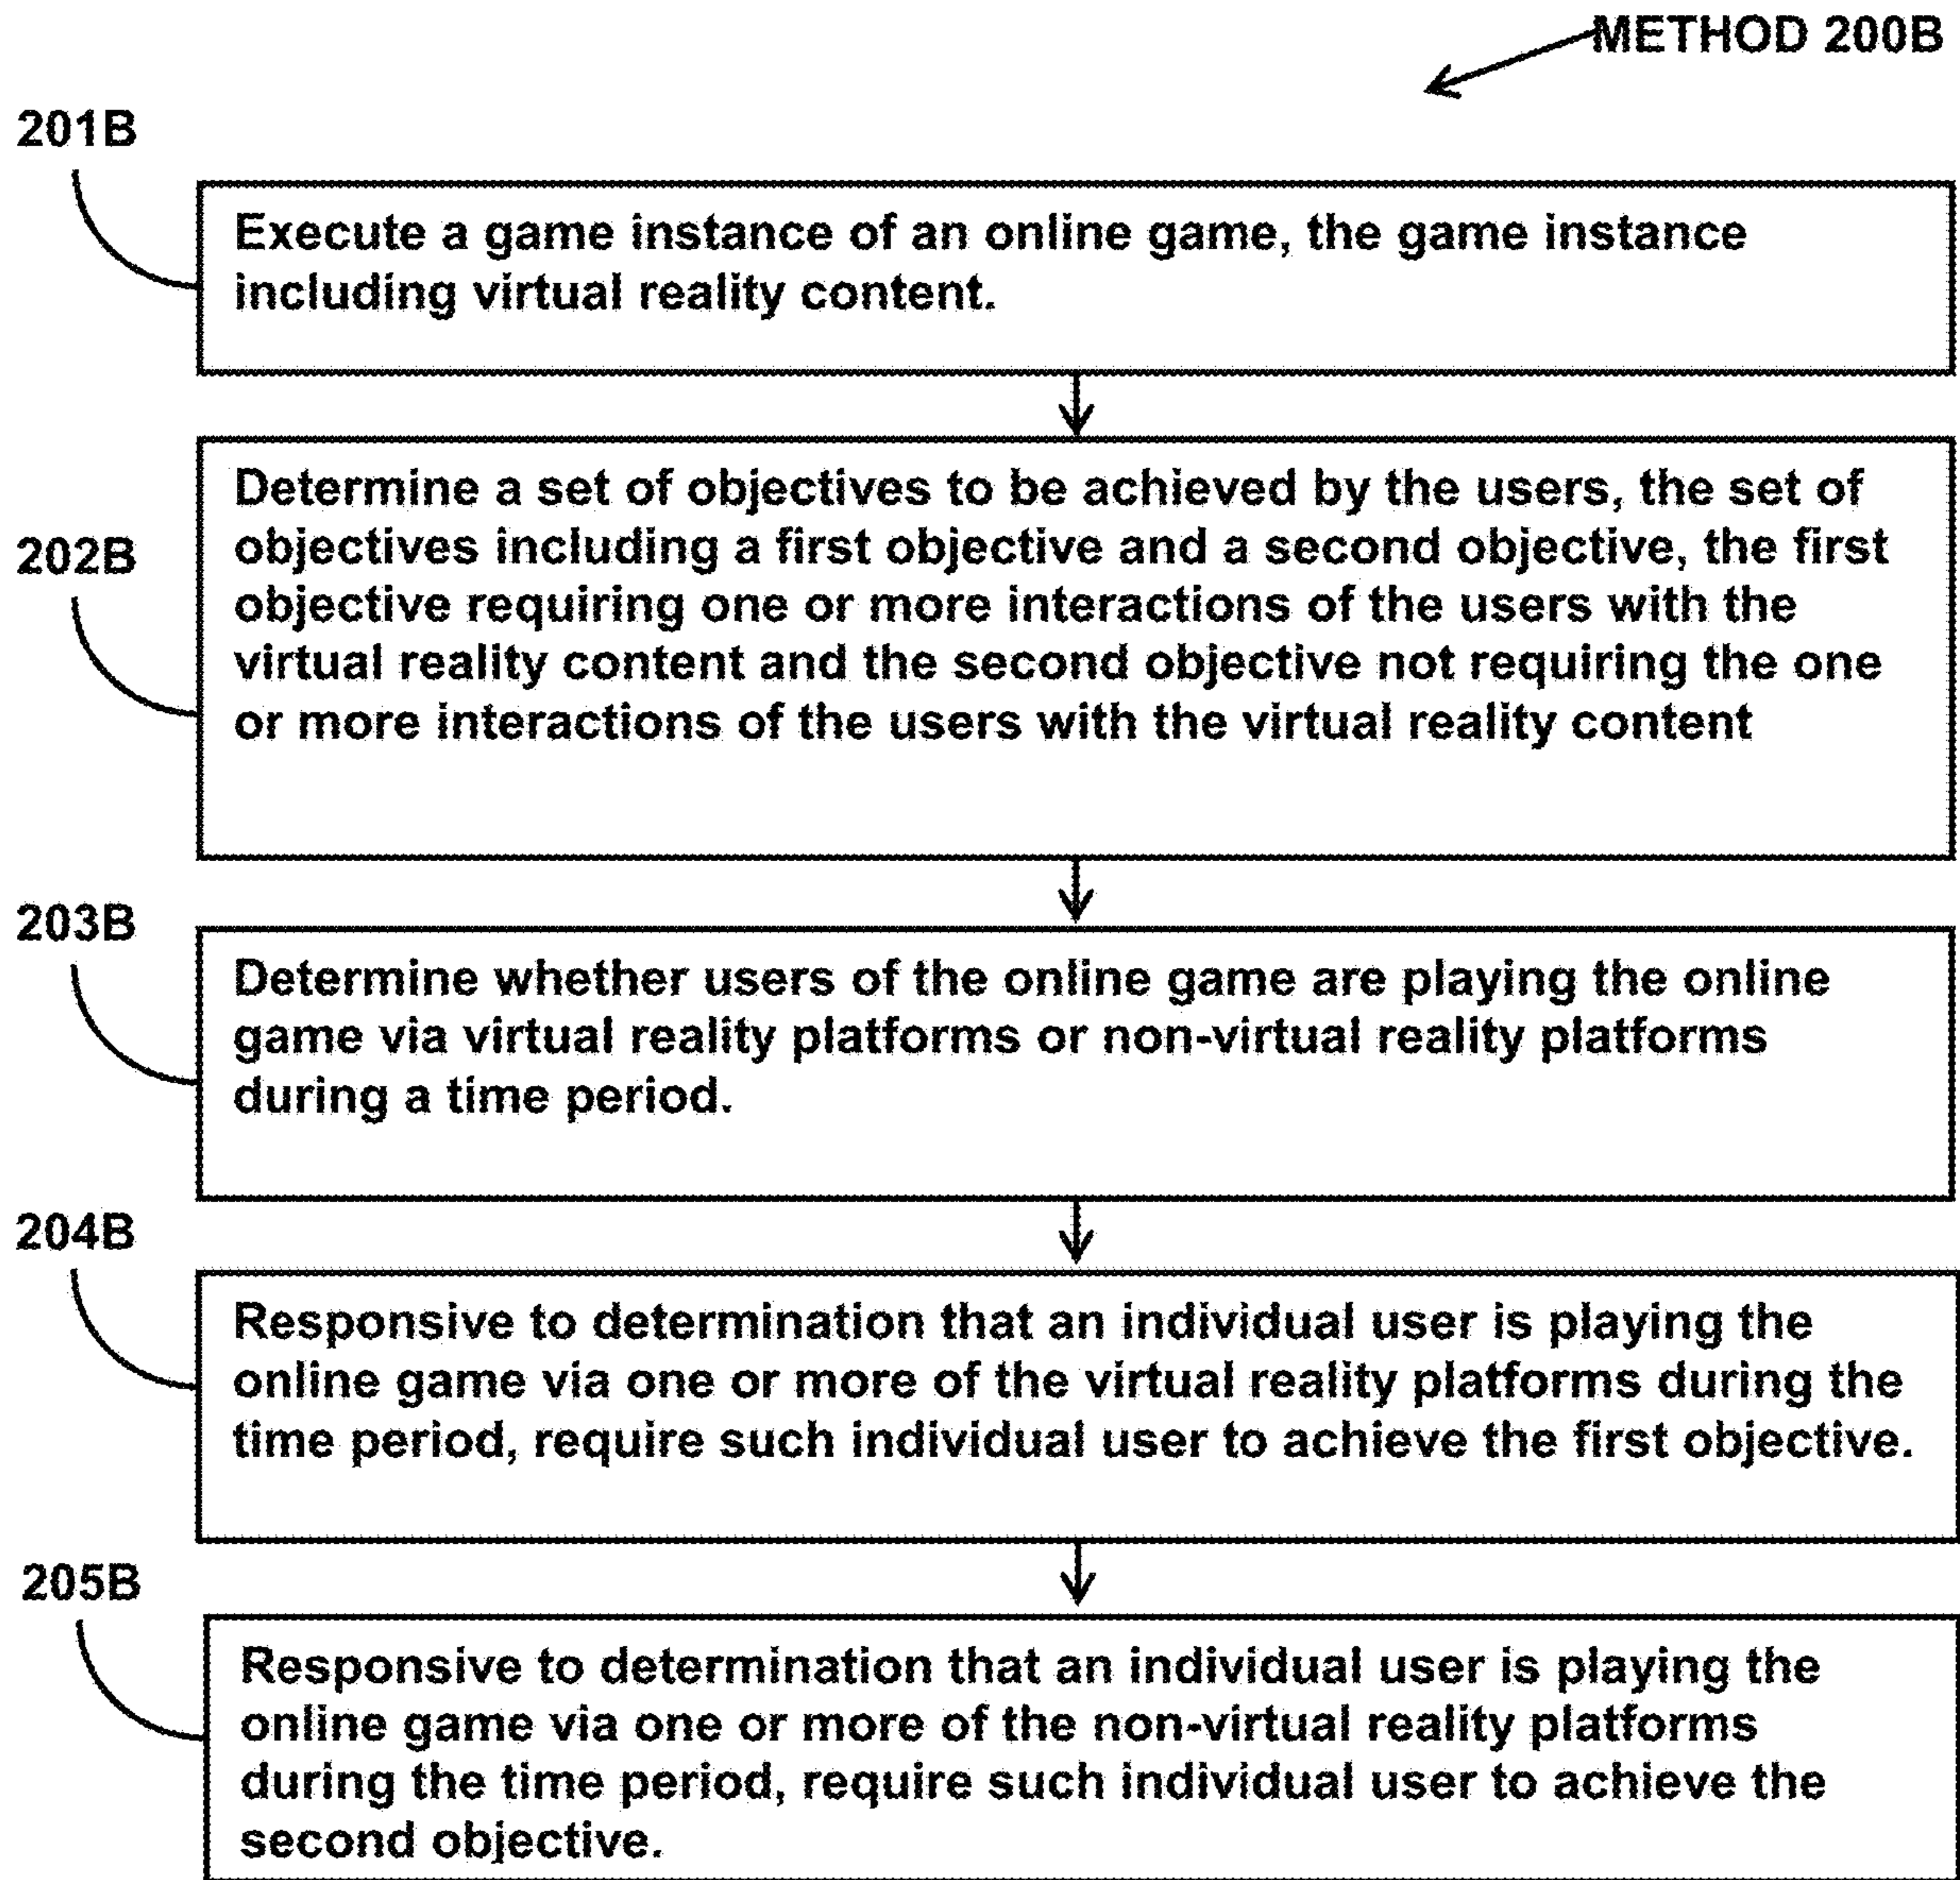 METHOD 200B
201B
Execute a game instance of an online game, the game instance
including virtual reality content.
202B
Determine a set of objectives to be achieved by the users, the set of
objectives including a first objective and a second objective, the first
objective requiring one or more interactions of the users with the
virtual reality content and the second objective not requiring the one
or more interactions of the users with the virtual reality content
203B
Determine whether users of the online game are playing the online
game via virtual reality platforms or non-virtual reality platforms
during a time period.
204B
Responsive to determination that an individual user is playing the
online game via one or more of the virtual reality platforms during the
time period, require such individual user to achieve the first objective.
205B
Responsive to determination that an individual user is playing the
online game via one or more of the non-virtual reality platforms
during the time period, require such individual user to achieve the
second objective.